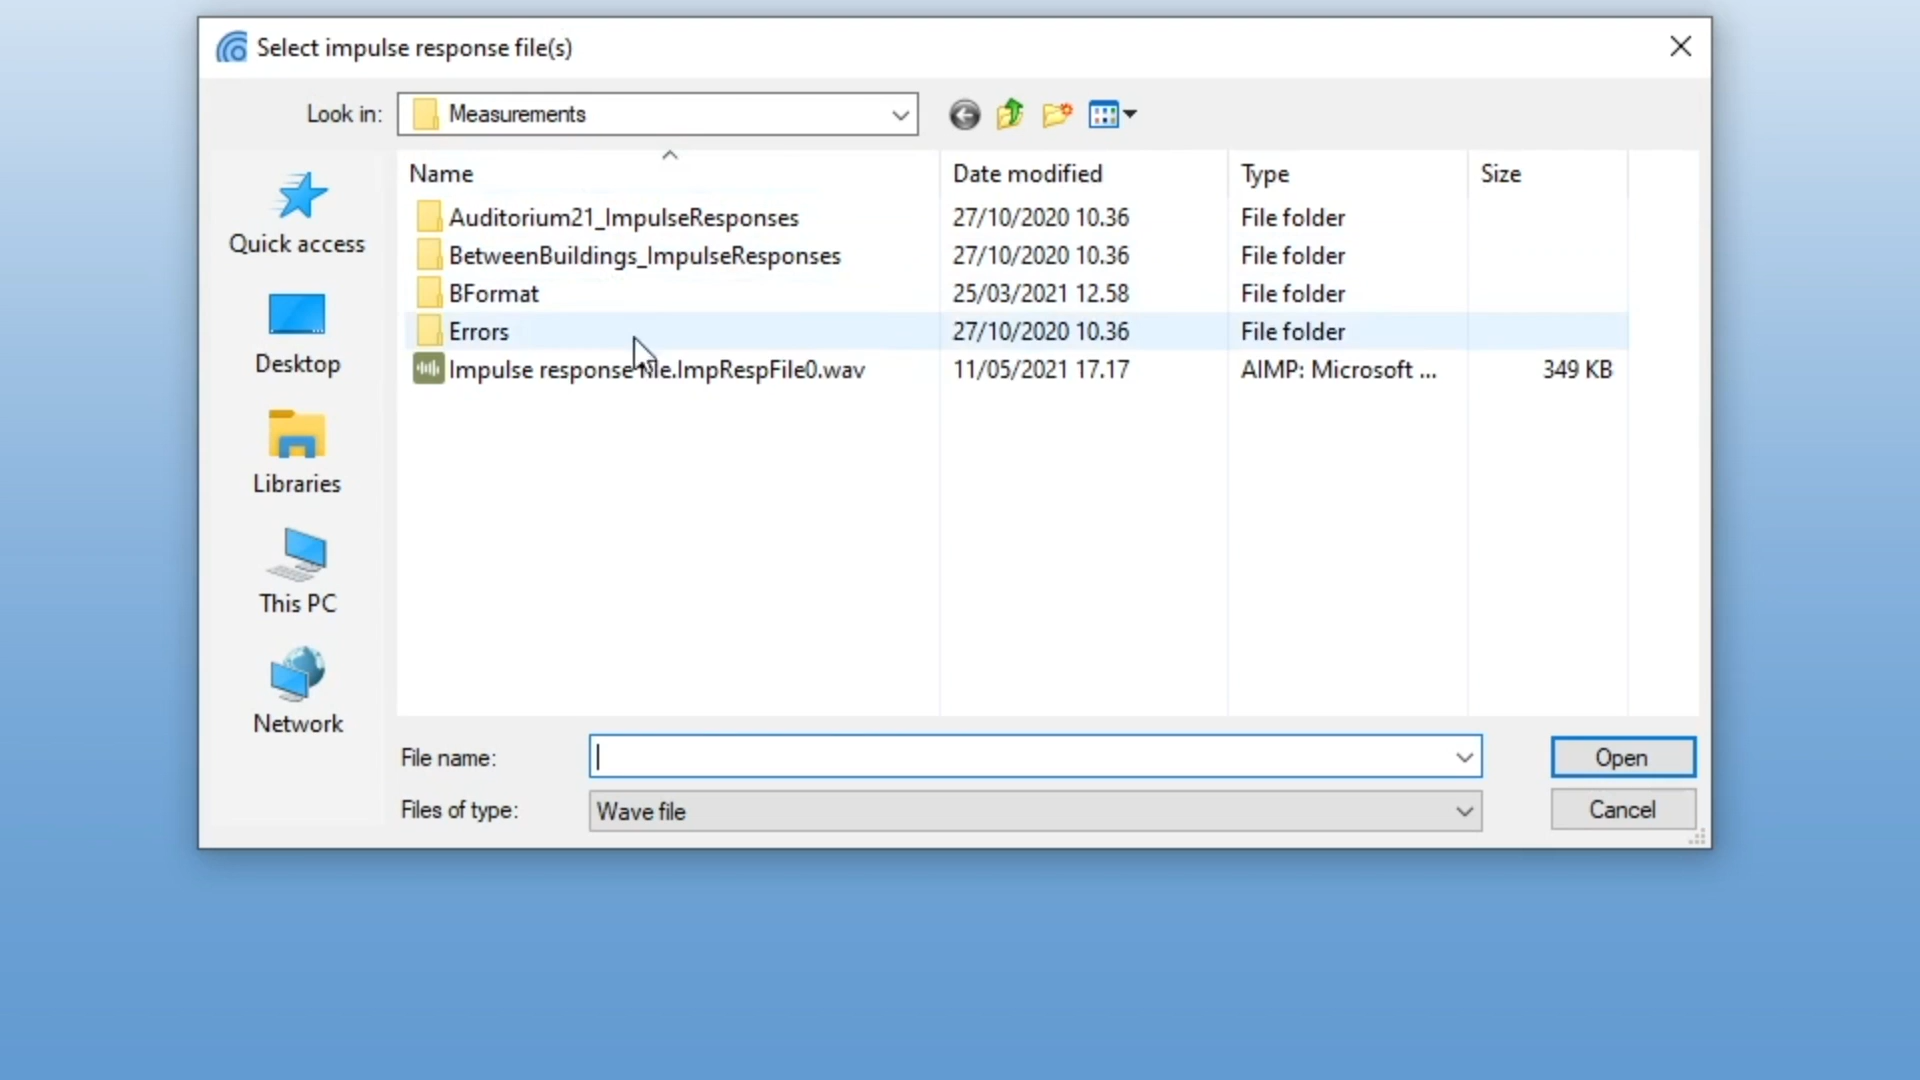 Select impulse response file(s)
Look in: Measurements
Name Date modified Type Size
Auditorium21_ImpulseResponses 27/10/2020 10.36 File folder
BetweenBuildings_ImpulseResponses 27/10/2020 10.36 File folder
BFormat 25/03/2021 12.58 File folder
Errors 27/10/2020 10.36 File folder
Impulse response file.ImpRespFile0.wav 11/05/2021 17.17 AIMP: Microsoft ... 349 KB
Quick access
Desktop
Libraries
This PC
Network
File name: Open
Files of type: Wave file Cancel